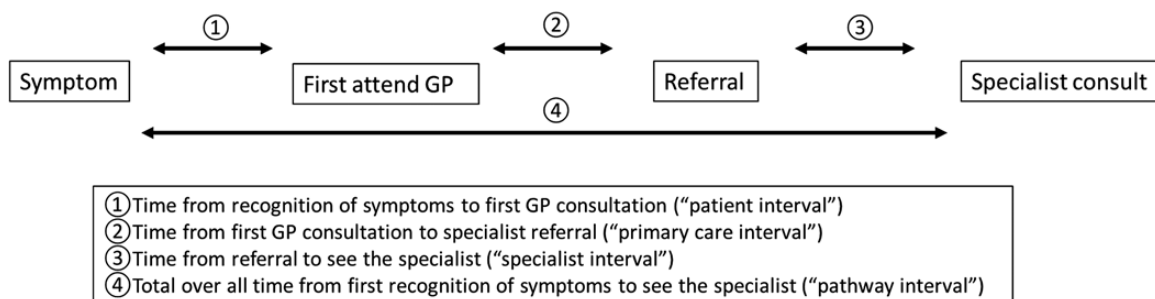 ① ② ③
Symptom First attend GP Referral Specialist consult
④
①Time from recognition of symptoms to first GP consultation (“patient interval”)
②Time from first GP consultation to specialist referral (“primary care interval”)
③Time from referral to see the specialist (“specialist interval”)
④Total over all time from first recognition of symptoms to see the specialist (“pathway interval”)